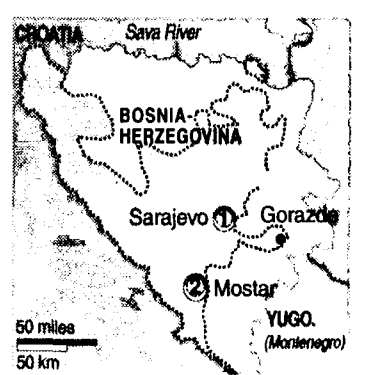 CROATIA
Sava River
BOSNIA-
HERZEGOVINA
Sarajevo 1 Gorazde
2 Mostar
50 miles
50 km
YUGO.
(Montenegro)